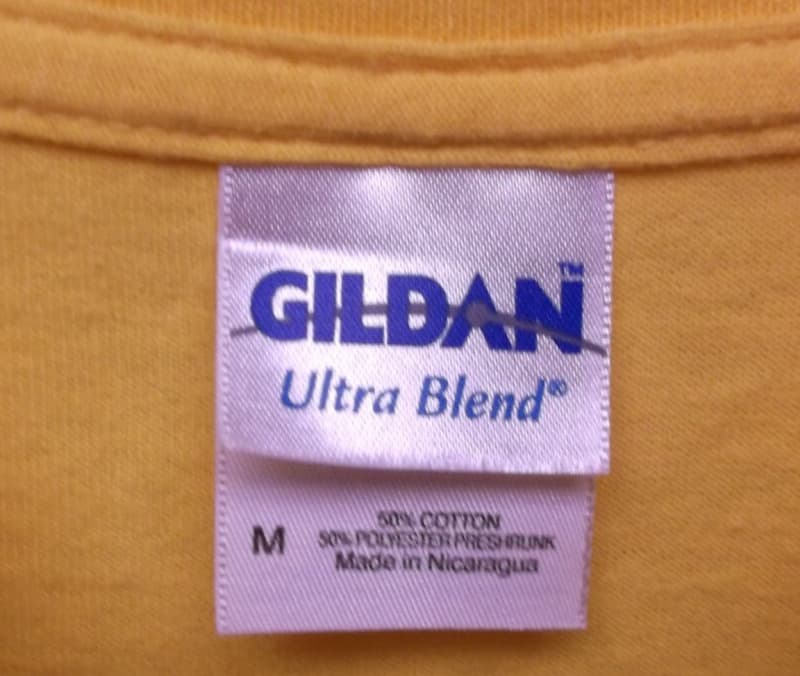 GILDAN™
Ultra Blend®
M
50% COTTON
50% POLYESTER PRESHRUNK
Made in Nicaragua